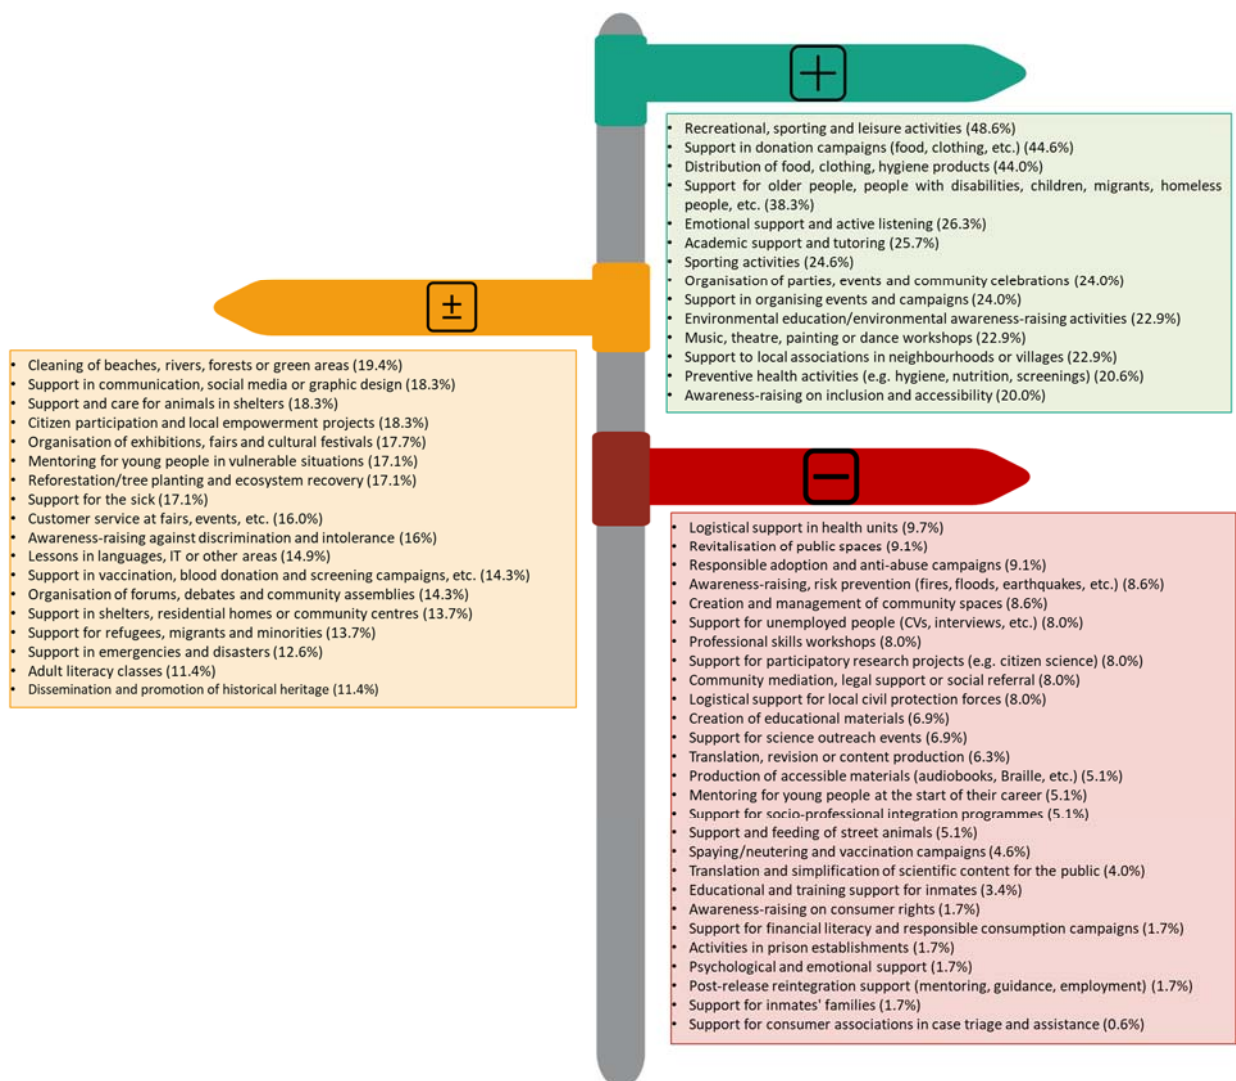 +
• Recreational, sporting and leisure activities (48.6%)
• Support in donation campaigns (food, clothing, etc.) (44.6%)
• Distribution of food, clothing, hygiene products (44.0%)
• Support for older people, people with disabilities, children, migrants, homeless
people, etc. (38.3%)
• Emotional support and active listening (26.3%)
• Academic support and tutoring (25.7%)
• Sporting activities (24.6%)
• Organisation of parties, events and community celebrations (24.0%)
• Support in organising events and campaigns (24.0%)
• Environmental education/environmental awareness-raising activities (22.9%)
• Music, theatre, painting or dance workshops (22.9%)
• Support to local associations in neighbourhoods or villages (22.9%)
• Preventive health activities (e.g. hygiene, nutrition, screenings) (20.6%)
• Awareness-raising on inclusion and accessibility (20.0%)
±
• Cleaning of beaches, rivers, forests or green areas (19.4%)
• Support in communication, social media or graphic design (18.3%)
• Support and care for animals in shelters (18.3%)
• Citizen participation and local empowerment projects (18.3%)
• Organisation of exhibitions, fairs and cultural festivals (17.7%)
• Mentoring for young people in vulnerable situations (17.1%)
• Reforestation/tree planting and ecosystem recovery (17.1%)
• Support for the sick (17.1%)
• Customer service at fairs, events, etc. (16.0%)
• Awareness-raising against discrimination and intolerance (16%)
• Lessons in languages, IT or other areas (14.9%)
• Support in vaccination, blood donation and screening campaigns, etc. (14.3%)
• Organisation of forums, debates and community assemblies (14.3%)
• Support in shelters, residential homes or community centres (13.7%)
• Support for refugees, migrants and minorities (13.7%)
• Support in emergencies and disasters (12.6%)
• Adult literacy classes (11.4%)
• Dissemination and promotion of historical heritage (11.4%)
−
• Logistical support in health units (9.7%)
• Revitalisation of public spaces (9.1%)
• Responsible adoption and anti-abuse campaigns (9.1%)
• Awareness-raising, risk prevention (fires, floods, earthquakes, etc.) (8.6%)
• Creation and management of community spaces (8.6%)
• Support for unemployed people (CVs, interviews, etc.) (8.0%)
• Professional skills workshops (8.0%)
• Support for participatory research projects (e.g. citizen science) (8.0%)
• Community mediation, legal support or social referral (8.0%)
• Logistical support for local civil protection forces (8.0%)
• Creation of educational materials (6.9%)
• Support for science outreach events (6.9%)
• Translation, revision or content production (6.3%)
• Production of accessible materials (audiobooks, Braille, etc.) (5.1%)
• Mentoring for young people at the start of their career (5.1%)
• Support for socio-professional integration programmes (5.1%)
• Support and feeding of street animals (5.1%)
• Spaying/neutering and vaccination campaigns (4.6%)
• Translation and simplification of scientific content for the public (4.0%)
• Educational and training support for inmates (3.4%)
• Awareness-raising on consumer rights (1.7%)
• Support for financial literacy and responsible consumption campaigns (1.7%)
• Activities in prison establishments (1.7%)
• Psychological and emotional support (1.7%)
• Post-release reintegration support (mentoring, guidance, employment) (1.7%)
• Support for inmates' families (1.7%)
• Support for consumer associations in case triage and assistance (0.6%)